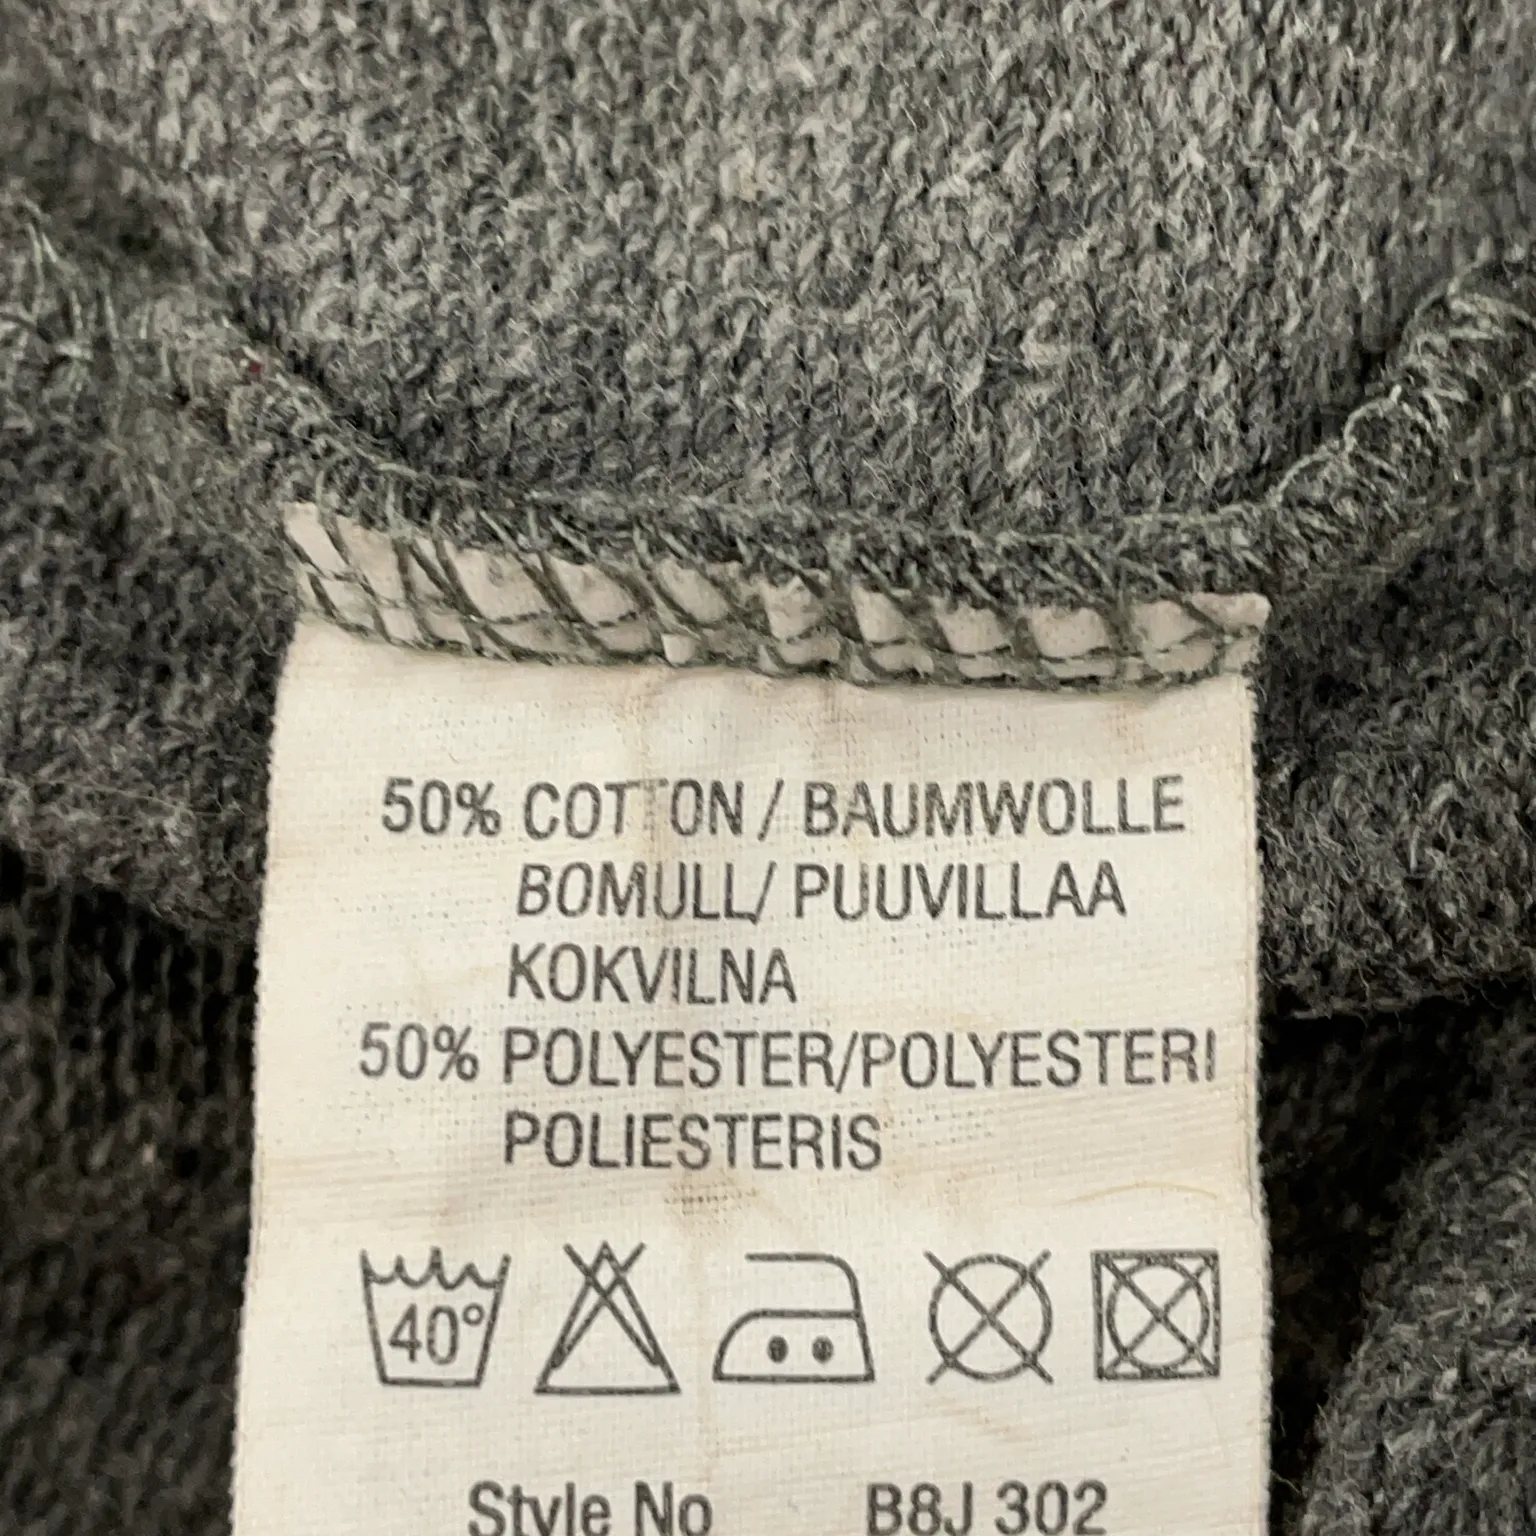 50% COTTON / BAUMWOLLE
BOMULL/ PUUVILLAA
KOKVILNA
50% POLYESTER/POLYESTERI
POLIESTERIS
40°
Style No B8J 302